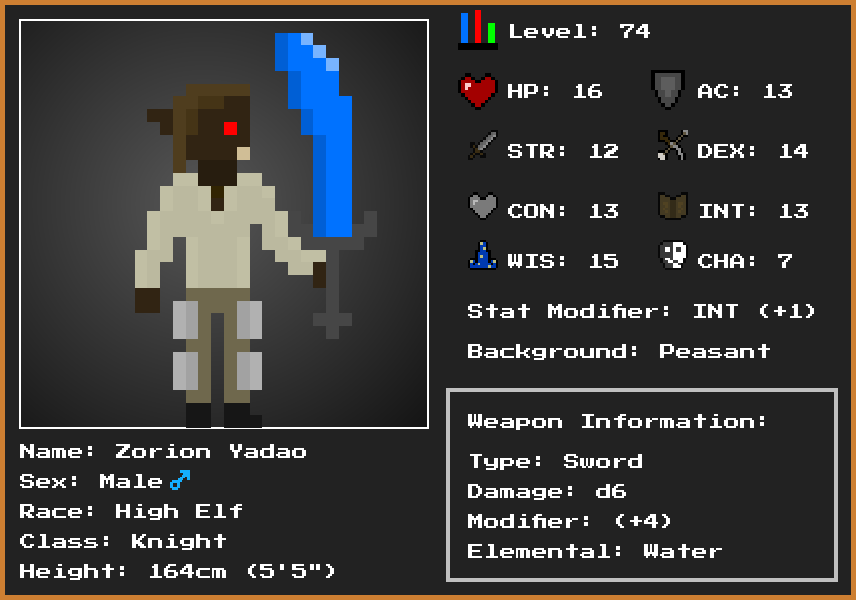 Level: 74
HP: 16 AC: 13
STR: 12 DEX: 14
CON: 13 INT: 13
WIS: 15 CHA: 7
Stat Modifier: INT (+1)
Background: Peasant
Weapon Information:
Type: Sword
Damage: d6
Modifier: (+4)
Elemental: Water
Name: Zorion Yadao
Sex: Male♂
Race: High Elf
Class: Knight
Height: 164cm (5'5")